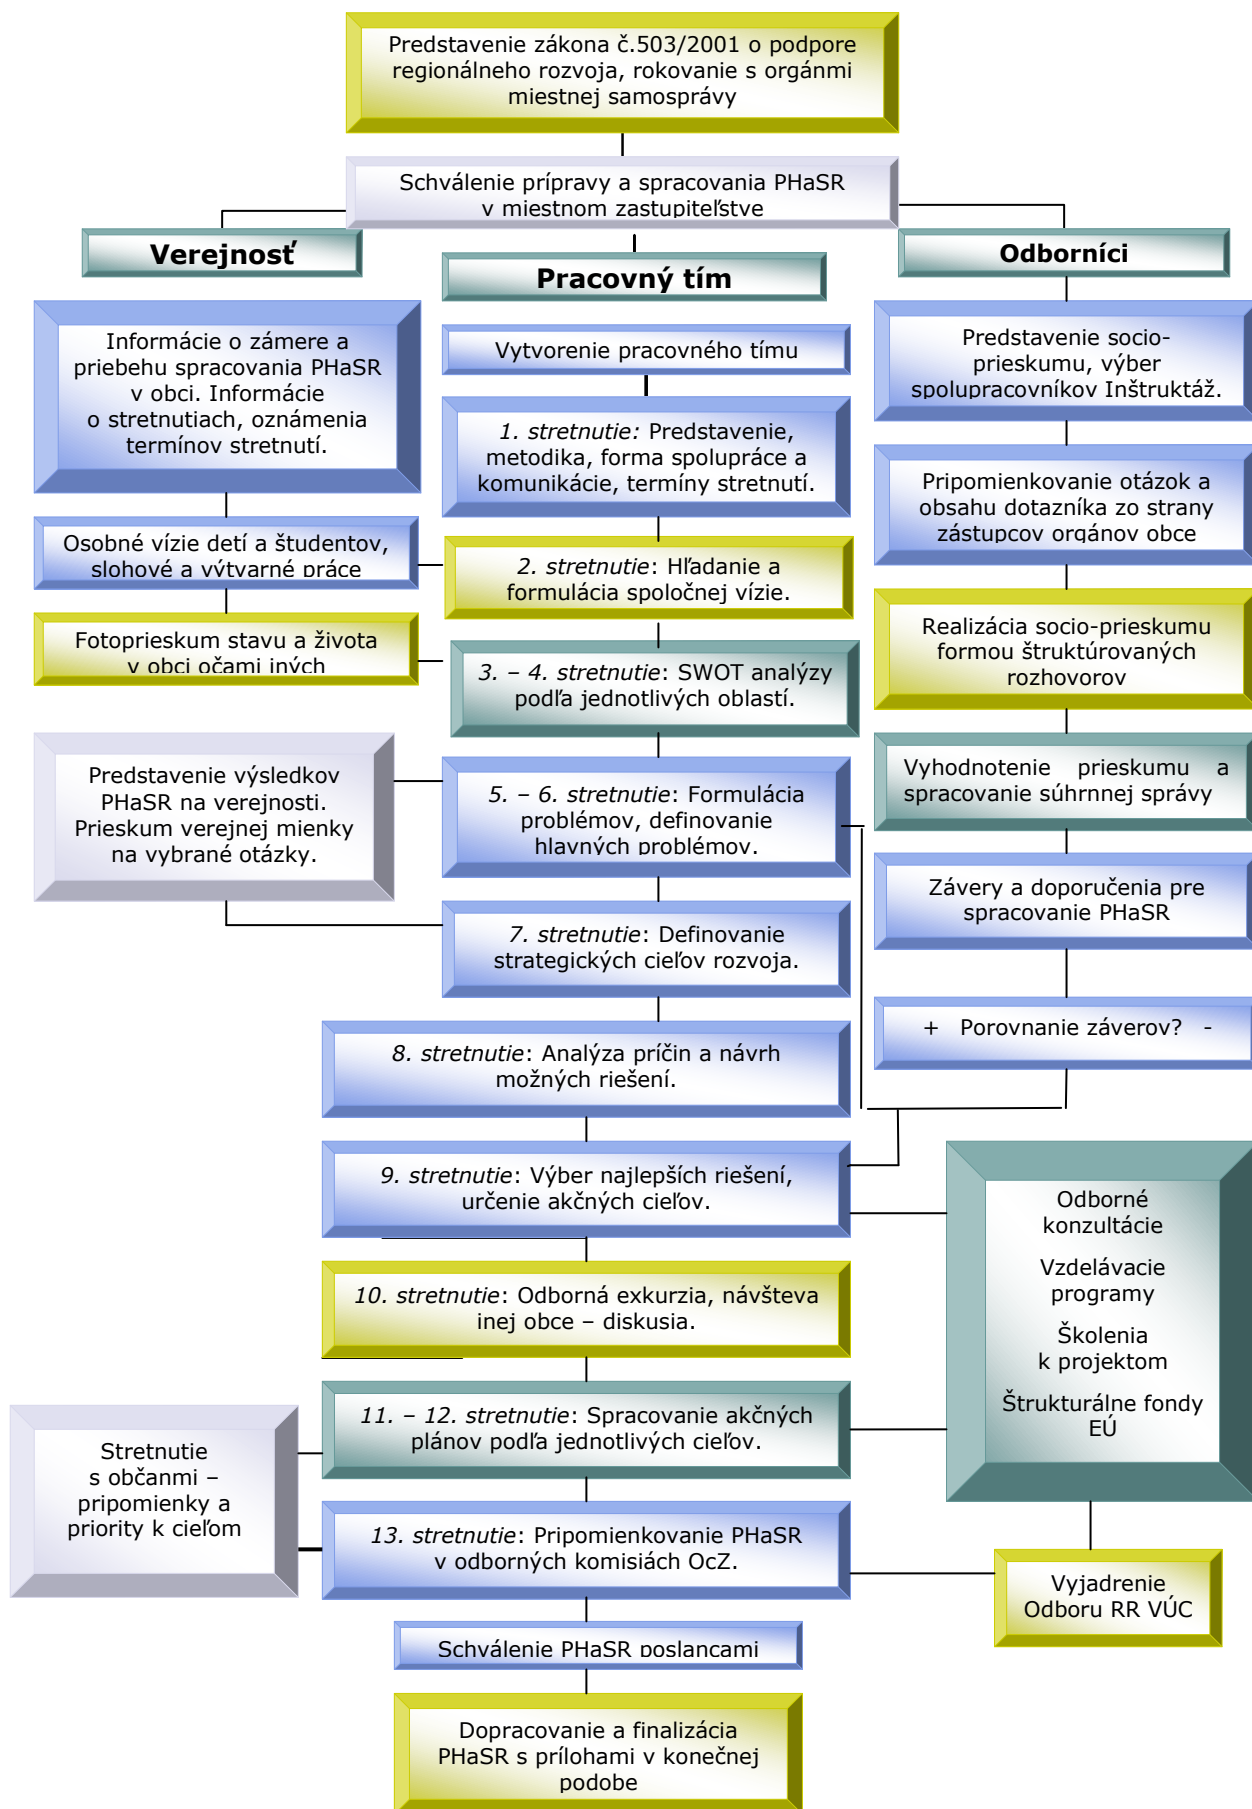 Predstavenie zákona č.503/2001 o podpore
regionálneho rozvoja, rokovanie s orgánmi
miestnej samosprávy
Schválenie prípravy a spracovania PHaSR
v miestnom zastupiteľstve
Verejnosť
Pracovný tím
Odborníci
Informácie o zámere a
priebehu spracovania PHaSR
v obci. Informácie
o stretnutiach, oznámenia
termínov stretnutí.
Osobné vízie detí a študentov,
slohové a výtvarné práce
Fotoprieskum stavu a života
v obci očami iných
Predstavenie výsledkov
PHaSR na verejnosti.
Prieskum verejnej mienky
na vybrané otázky.
Vytvorenie pracovného tímu
1. stretnutie: Predstavenie,
metodika, forma spolupráce a
komunikácie, termíny stretnutí.
2. stretnutie: Hľadanie a
formulácia spoločnej vízie.
3. – 4. stretnutie: SWOT analýzy
podľa jednotlivých oblastí.
5. – 6. stretnutie: Formulácia
problémov, definovanie
hlavných problémov.
7. stretnutie: Definovanie
strategických cieľov rozvoja.
8. stretnutie: Analýza príčin a návrh
možných riešení.
9. stretnutie: Výber najlepších riešení,
určenie akčných cieľov.
10. stretnutie: Odborná exkurzia, návšteva
inej obce – diskusia.
11. – 12. stretnutie: Spracovanie akčných
plánov podľa jednotlivých cieľov.
13. stretnutie: Pripomienkovanie PHaSR
v odborných komisiách OcZ.
Schválenie PHaSR poslancami
Dopracovanie a finalizácia
PHaSR s prílohami v konečnej
podobe
Predstavenie socio-
prieskumu, výber
spolupracovníkov Inštruktáž.
Pripomienkovanie otázok a
obsahu dotazníka zo strany
zástupcov orgánov obce
Realizácia socio-prieskumu
formou štruktúrovaných
rozhovorov
Vyhodnotenie prieskumu a
spracovanie súhrnnej správy
Závery a doporučenia pre
spracovanie PHaSR
+ Porovnanie záverov? -
Odborné
konzultácie
Vzdelávacie
programy
Školenia
k projektom
Štrukturálne fondy
EÚ
Stretnutie
s občanmi –
pripomienky a
priority k cieľom
Vyjadrenie
Odboru RR VÚC